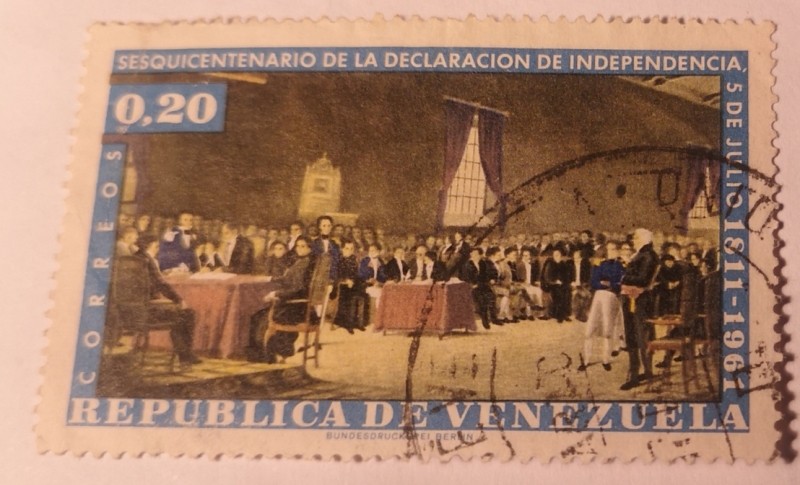 SESQUICENTENARIO DE LA DECLARACION DE INDEPENDENCIA,
5 DE JULIO 1811-1961
0,20
CORREOS
REPUBLICA DE VENEZUELA
BUNDESDRUCKEREI BERLIN